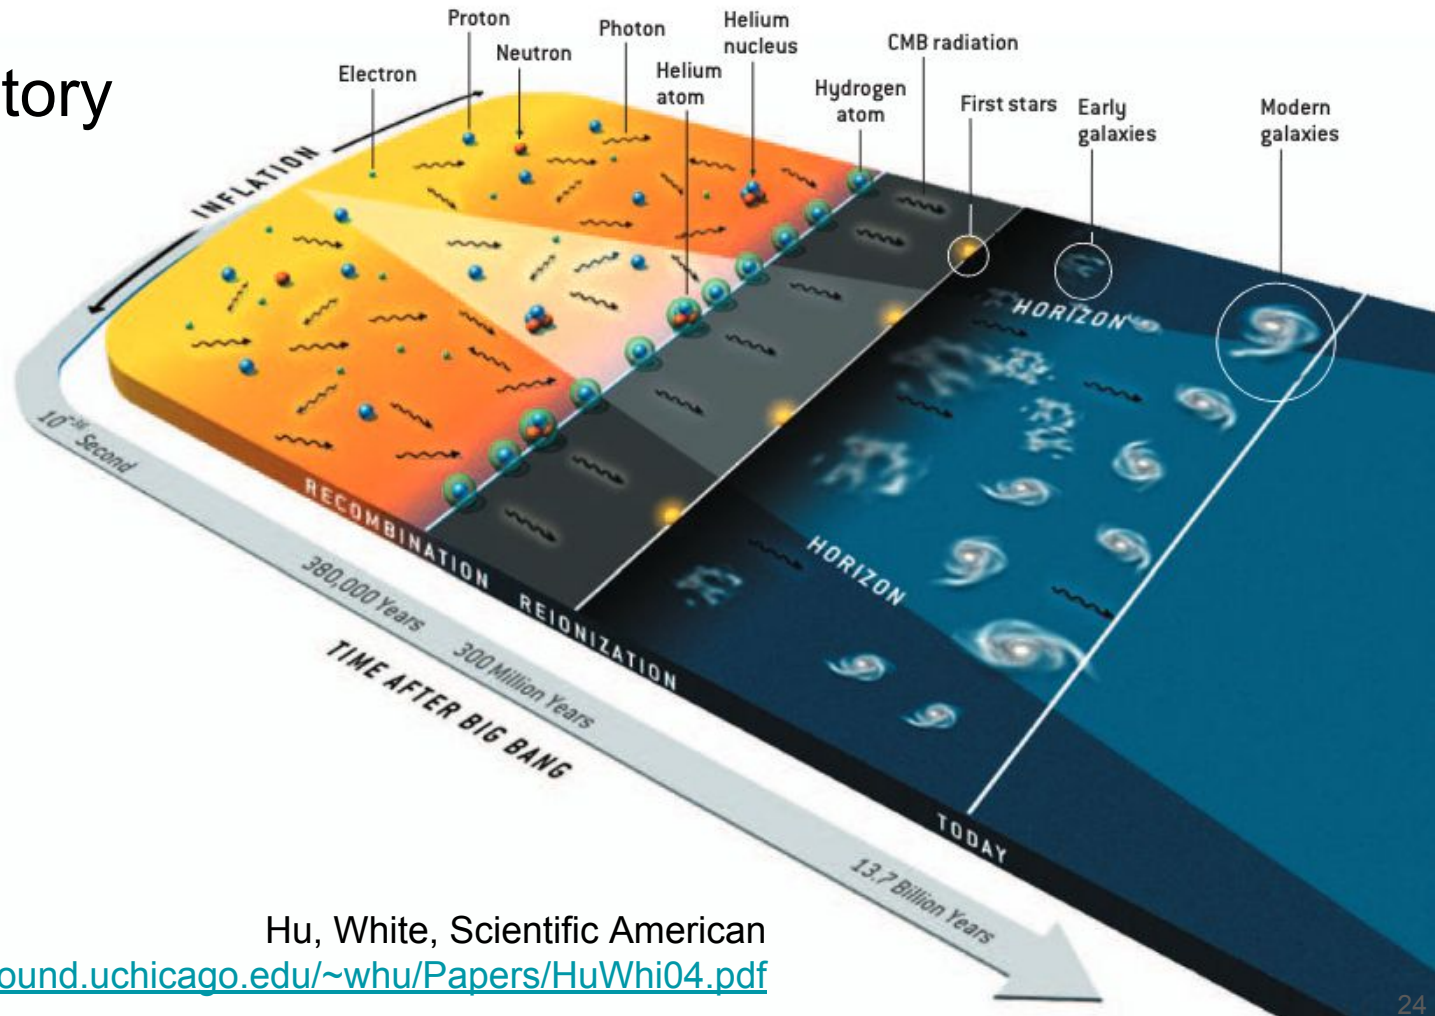 tory
Proton
Neutron
Electron
Photon
Helium
atom
Helium
nucleus
Hydrogen
atom
CMB radiation
First stars
Early
galaxies
Modern
galaxies
INFLATION
HORIZON
HORIZON
RECOMBINATION
REIONIZATION
TODAY
10⁻³⁶ Second
380,000 Years
300 Million Years
13.7 Billion Years
TIME AFTER BIG BANG
Hu, White, Scientific American
ound.uchicago.edu/~whu/Papers/HuWhi04.pdf
24